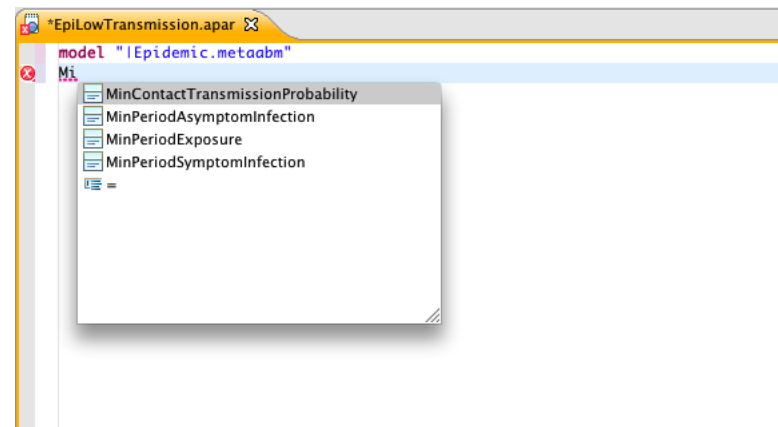 *EpiLowTransmission.apar
model "|Epidemic.metaabm"
Mi
MinContactTransmissionProbability
MinPeriodAsymptomInfection
MinPeriodExposure
MinPeriodSymptomInfection
=